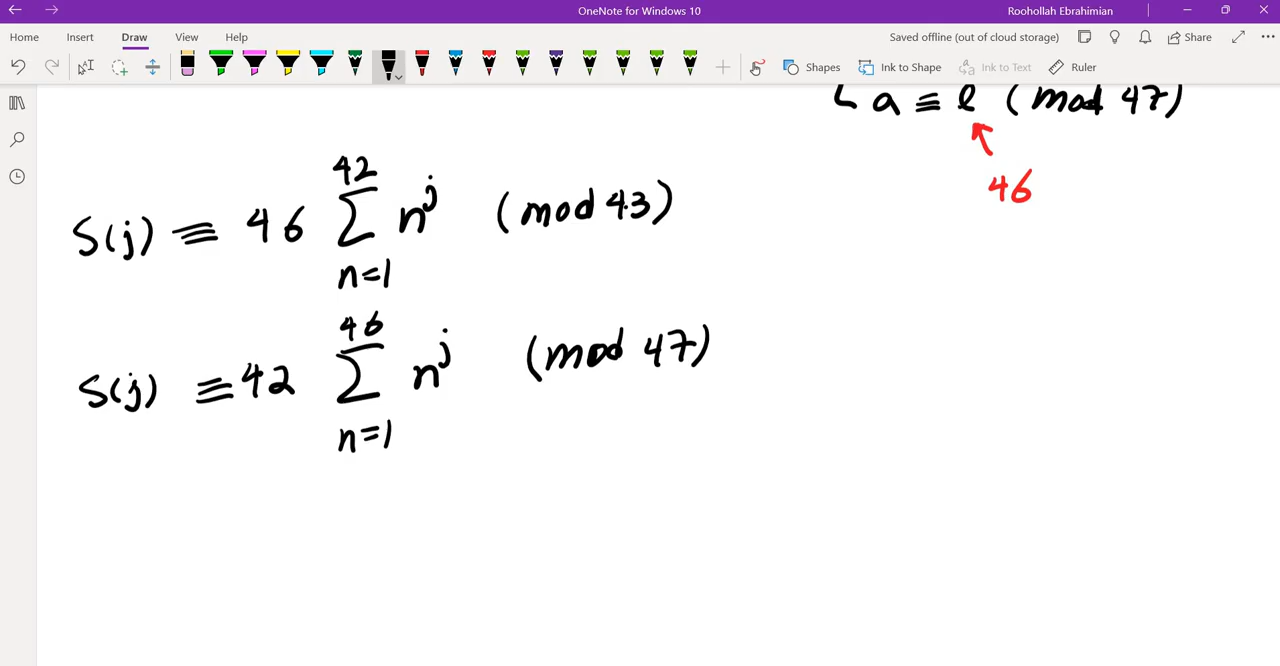 OneNote for Windows 10
Roohollah Ebrahimian
Home Insert Draw View Help
Saved offline (out of cloud storage)
Share
Shapes
Ink to Shape
Ink to Text
Ruler
a ≡ l (mod 47)
46
S(j) ≡ 46 42 ∑ n=1 n^j (mod 43)
S(j) ≡ 42 46 ∑ n=1 n^j (mod 47)